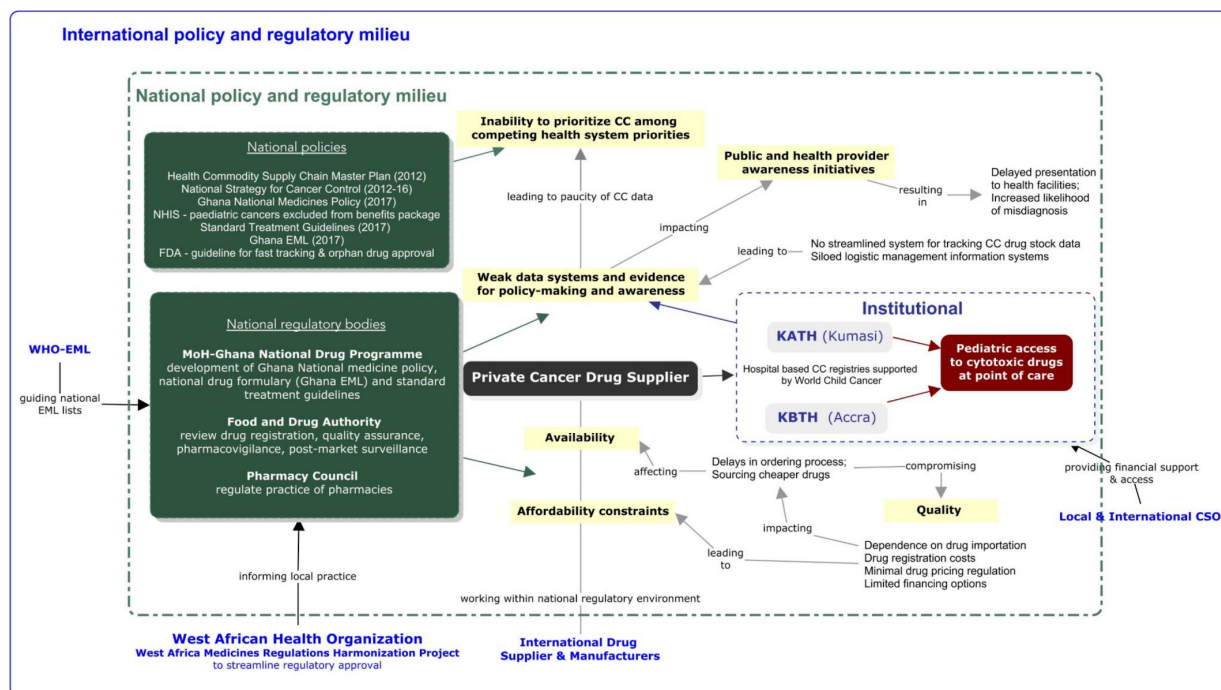 International policy and regulatory milieu
National policy and regulatory milieu
National policies
Health Commodity Supply Chain Master Plan (2012)
National Strategy for Cancer Control (2012-16)
Ghana National Medicines Policy (2017)
NHIS - paediatric cancers excluded from benefits package
Standard Treatment Guidelines (2017)
Ghana EML (2017)
FDA - guideline for fast tracking & orphan drug approval
Inability to prioritize CC among
competing health system priorities
leading to paucity of CC data
Public and health provider
awareness initiatives
impacting
resulting
in
Delayed presentation
to health facilities;
Increased likelihood
of misdiagnosis
Weak data systems and evidence
for policy-making and awareness
leading to
No streamlined system for tracking CC drug stock data
Siloed logistic management information systems
National regulatory bodies
MoH-Ghana National Drug Programme
development of Ghana National medicine policy,
national drug formulary (Ghana EML) and standard
treatment guidelines
Food and Drug Authority
review drug registration, quality assurance,
pharmacovigilance, post-market surveillance
Pharmacy Council
regulate practice of pharmacies
WHO-EML
guiding national
EML lists
Private Cancer Drug Supplier
Institutional
KATH (Kumasi)
Hospital based CC registries supported
by World Child Cancer
KBTH (Accra)
Pediatric access
to cytotoxic drugs
at point of care
Availability
affecting
Delays in ordering process;
Sourcing cheaper drugs
compromising
Quality
providing financial support
& access
Local & International CSO
Affordability constraints
impacting
leading
to
Dependence on drug importation
Drug registration costs
Minimal drug pricing regulation
Limited financing options
informing local practice
working within national regulatory environment
West African Health Organization
West Africa Medicines Regulations Harmonization Project
to streamline regulatory approval
International Drug
Supplier & Manufacturers